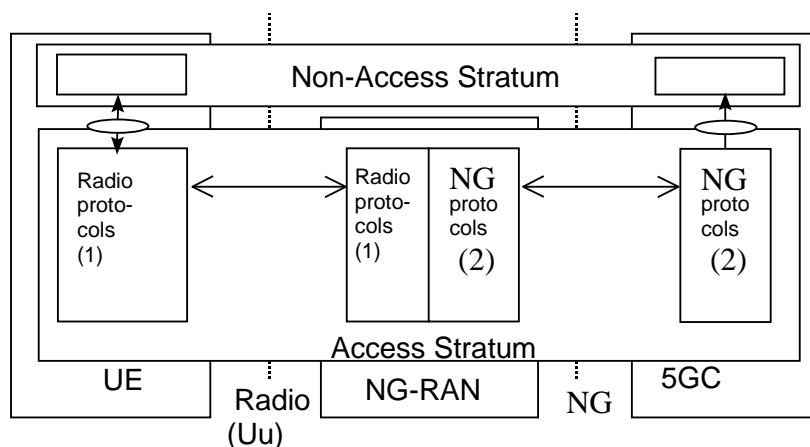 Non-Access Stratum
Radio
proto-
cols
(1)
Radio
proto
cols
(1)
NG
proto
cols
(2)
NG
proto
cols
(2)
Access Stratum
UE
Radio
(Uu)
NG-RAN
NG
5GC